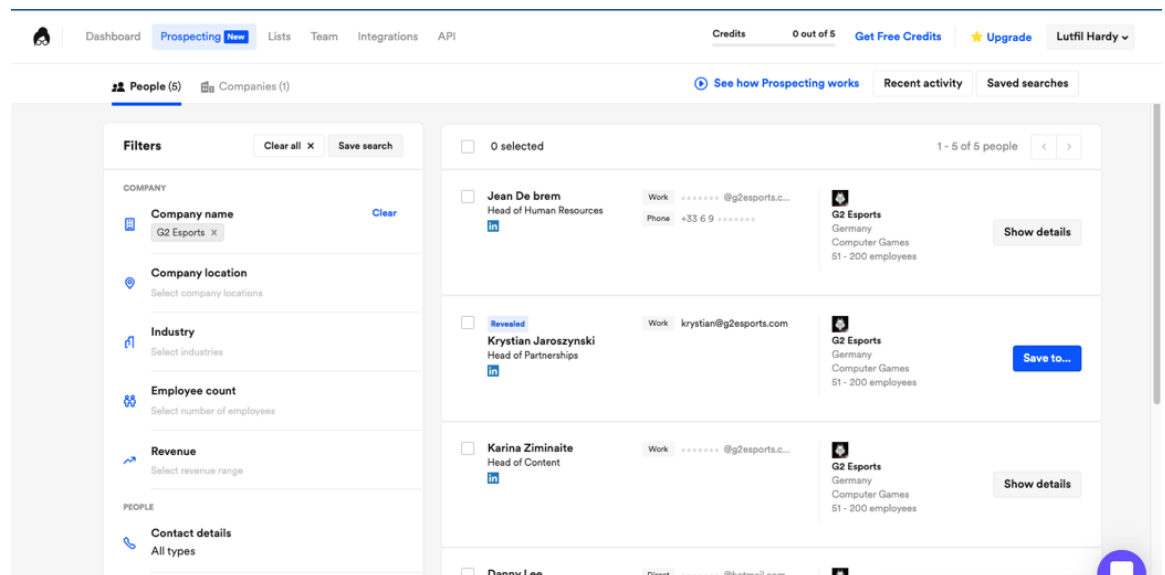 Dashboard Prospecting New Lists Team Integrations API Credits 0 out of 5 Get Free Credits Upgrade Lutfil Hardy
People (5) Companies (1) See how Prospecting works Recent activity Saved searches
Filters Clear all × Save search
COMPANY
Company name Clear
G2 Esports ×
Company location
Select company locations
Industry
Select industries
Employee count
Select number of employees
Revenue
Select revenue range
PEOPLE
Contact details
All types
0 selected 1 - 5 of 5 people < >
Jean De brem
Head of Human Resources
in
Work ••••••• @g2esports.c...
Phone +33 6 9 •••••••
G2 Esports
Germany
Computer Games
51 - 200 employees
Show details
Revealed
Krystian Jaroszynski
Head of Partnerships
in
Work krystian@g2esports.com
G2 Esports
Germany
Computer Games
51 - 200 employees
Save to...
Karina Ziminaite
Head of Content
in
Work ••••••• @g2esports.c...
G2 Esports
Germany
Computer Games
51 - 200 employees
Show details
Danny Lee
Direct ••••••• @hotmail.com